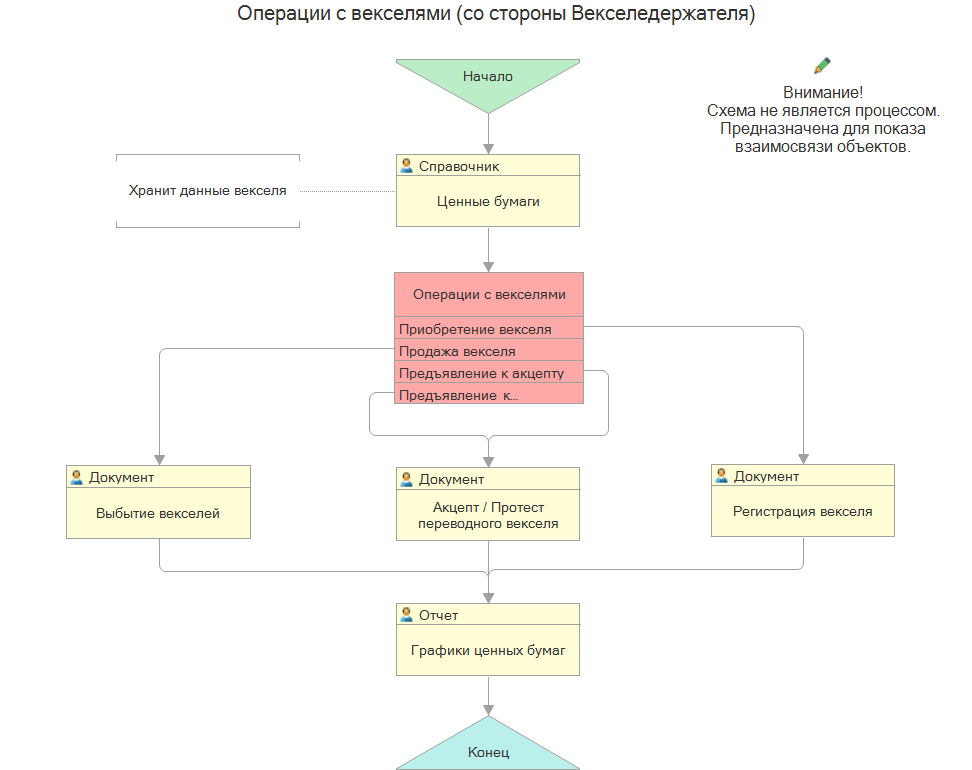 Операции с векселями (со стороны Векселедержателя)
Начало
Внимание!
Схема не является процессом.
Предназначена для показа
взаимосвязи объектов.
Справочник
Хранит данные векселя
Ценные бумаги
Операции с векселями
Приобретение векселя
Продажа векселя
Предъявление к акцепту
Предъявление к...
Документ
Выбытие векселей
Документ
Акцепт / Протест
переводного векселя
Документ
Регистрация векселя
Отчет
Графики ценных бумаг
Конец